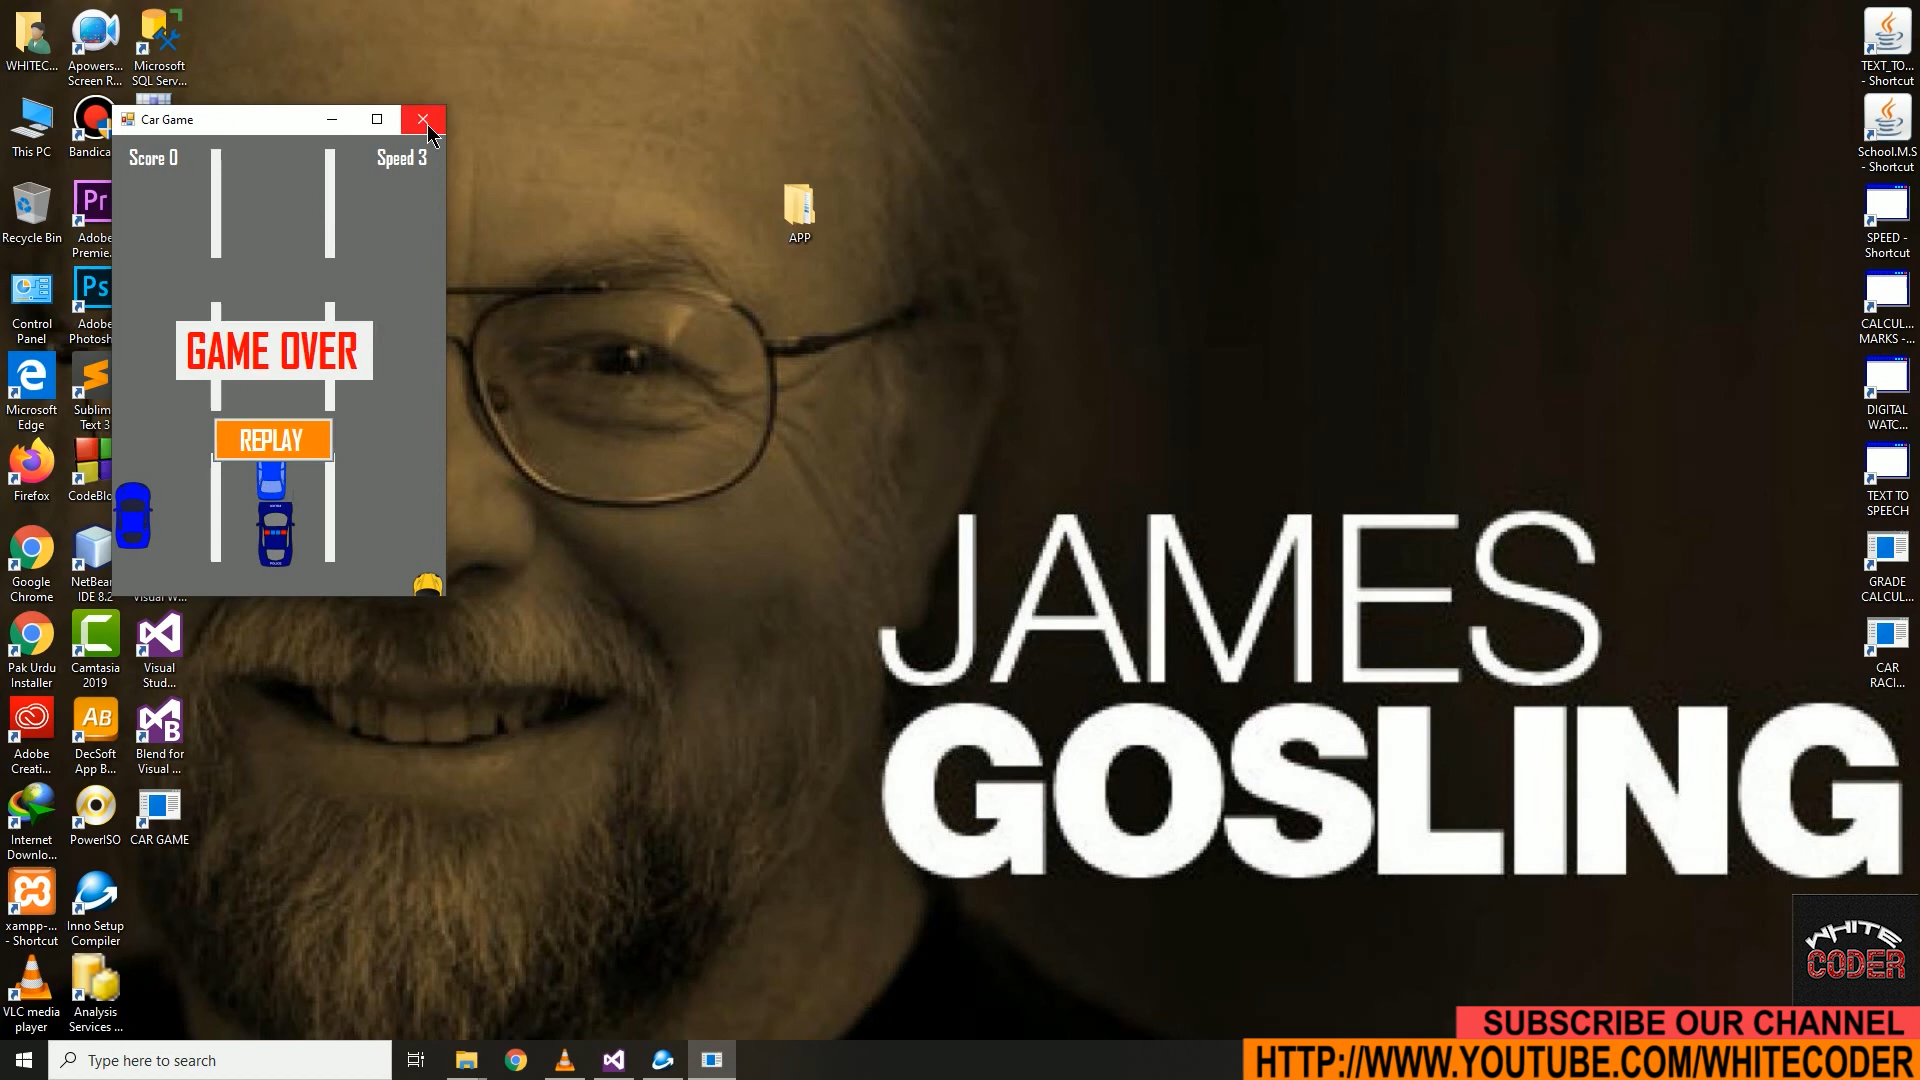 WHITEC...
Apowers...
Screen R...
Microsoft
SQL Serv...
This PC
Bandica
Recycle Bin
Adobe
Premie.
Control
Panel
Adobe
Photosh
Microsoft
Edge
Sublim
Text 3
Firefox
CodeBlo
Google
Chrome
NetBean
IDE 8.2
Visual W...
Pak Urdu
Installer
Camtasia
2019
Visual
Stud...
Adobe
Creati...
DecSoft
App B...
Blend for
Visual ...
Internet
Downlo...
PowerISO
CAR GAME
xampp-...
- Shortcut
Inno Setup
Compiler
VLC media
player
Analysis
Services ...
Car Game
Score 0
Speed 3
GAME OVER
REPLAY
POLICE
APP
JAMES
GOSLING
TEXT_TO...
- Shortcut
School.M.S
- Shortcut
SPEED -
Shortcut
CALCUL...
MARKS -...
DIGITAL
WATC...
TEXT TO
SPEECH
GRADE
CALCUL...
CAR
RACI...
WHITE
CODER
SUBSCRIBE OUR CHANNEL
HTTP://WWW.YOUTUBE.COM/WHITECODER
Type here to search